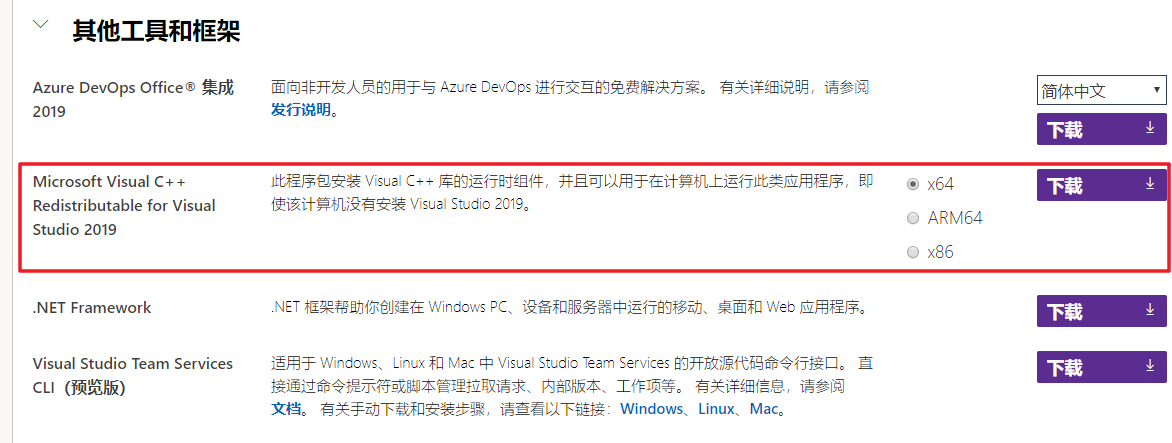 其他工具和框架
Azure DevOps Office® 集成
2019
面向非开发人员的用于与 Azure DevOps 进行交互的免费解决方案。 有关详细说明，请参阅
发行说明。
简体中文
下载
Microsoft Visual C++
Redistributable for Visual
Studio 2019
此程序包安装 Visual C++ 库的运行时组件，并且可以用于在计算机上运行此类应用程序，即
使该计算机没有安装 Visual Studio 2019。
x64
ARM64
x86
下载
.NET Framework
.NET 框架帮助你创建在 Windows PC、设备和服务器中运行的移动、桌面和 Web 应用程序。
下载
Visual Studio Team Services
CLI（预览版）
适用于 Windows、Linux 和 Mac 中 Visual Studio Team Services 的开放源代码命令行接口。 直
接通过命令提示符或脚本管理拉取请求、内部版本、工作项等。 有关详细信息，请参阅
文档。 有关手动下载和安装步骤，请查看以下链接：Windows、Linux、Mac。
下载